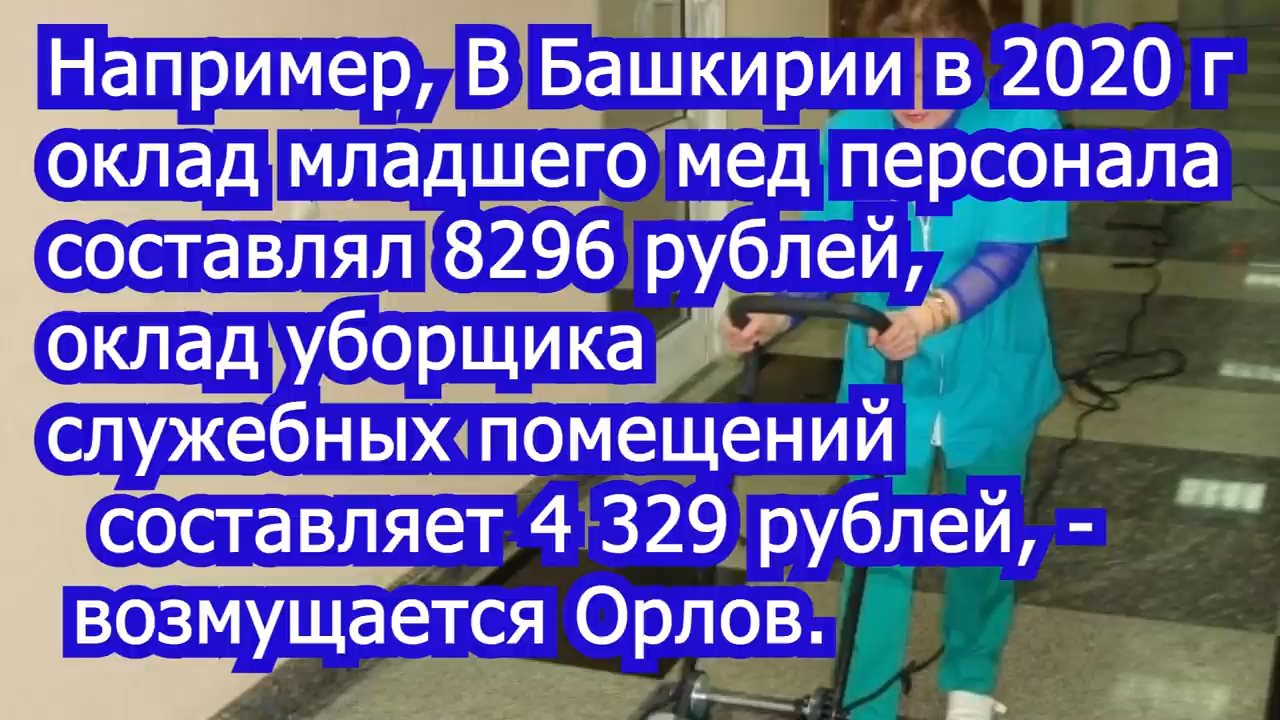 Например, В Башкирии в 2020 г
оклад младшего мед персонала
составлял 8296 рублей,
оклад уборщика
служебных помещений
составляет 4 329 рублей, -
возмущается Орлов.